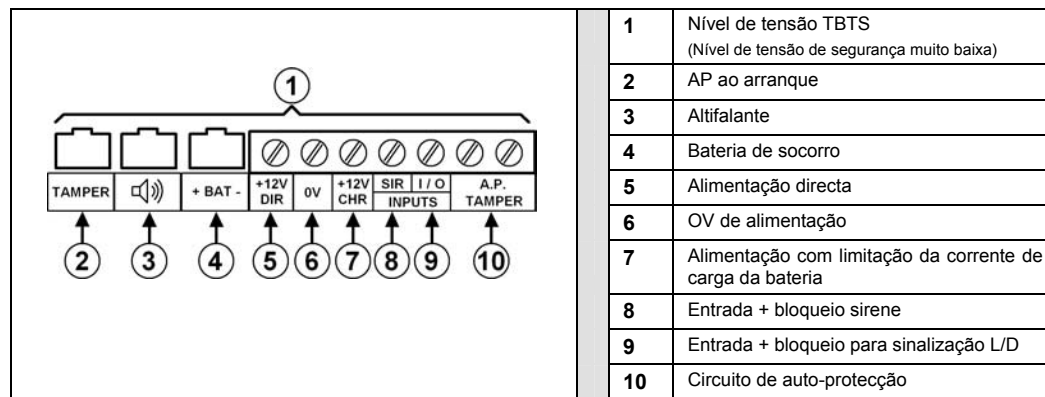 1
TAMPER
+ BAT -
+12V DIR
0V
+12V CHR
SIR
I / O
INPUTS
A.P. TAMPER
2 3 4 5 6 7 8 9 10
1 Nível de tensão TBTS
(Nível de tensão de segurança muito baixa)
2 AP ao arranque
3 Altifalante
4 Bateria de socorro
5 Alimentação directa
6 OV de alimentação
7 Alimentação com limitação da corrente de
carga da bateria
8 Entrada + bloqueio sirene
9 Entrada + bloqueio para sinalização L/D
10 Circuito de auto-protecção